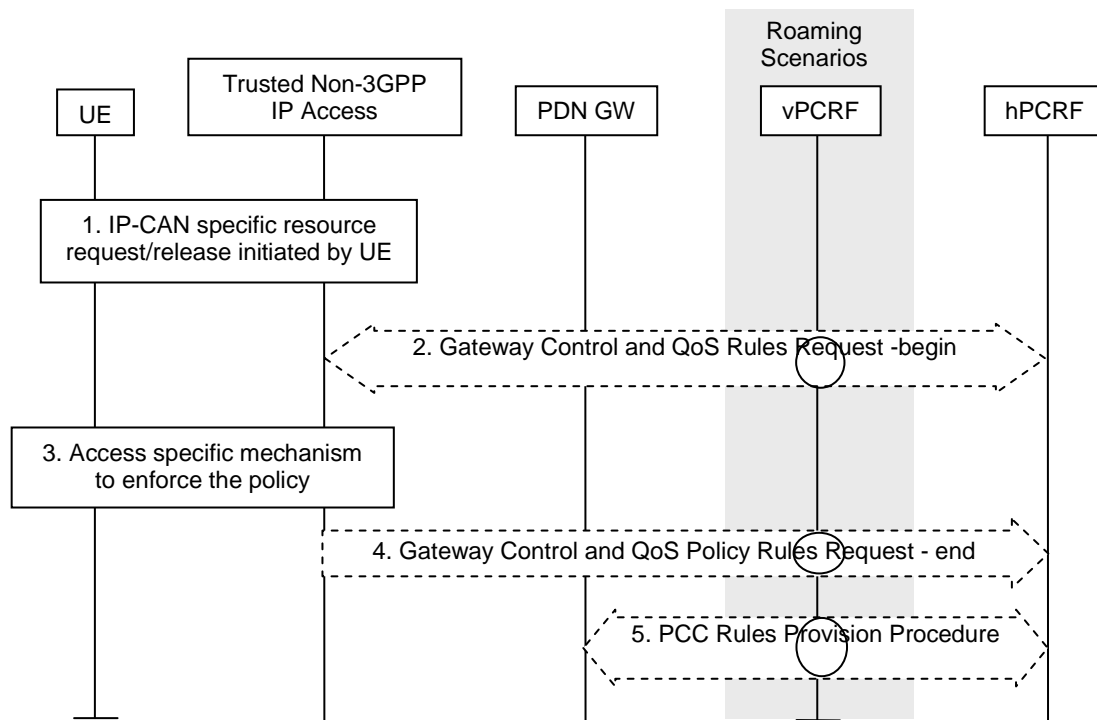 Roaming
Scenarios
UE
Trusted Non-3GPP
IP Access
PDN GW
vPCRF
hPCRF
1. IP-CAN specific resource
request/release initiated by UE
2. Gateway Control and QoS Rules Request -begin
3. Access specific mechanism
to enforce the policy
4. Gateway Control and QoS Policy Rules Request - end
5. PCC Rules Provision Procedure